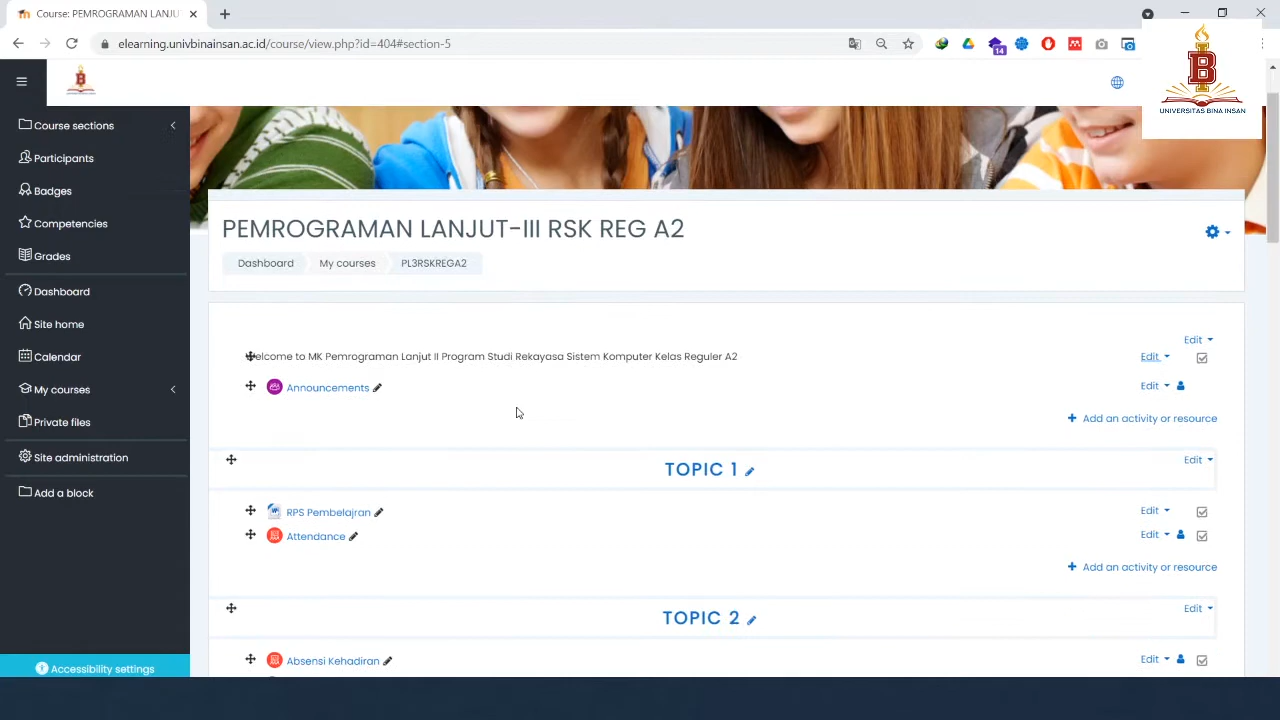 Course: PEMROGRAMAN LANJU
elearning.univbinainsan.ac.id/course/view.php?id=404#section-5
14
UNIVERSITAS BINA INSAN
Course sections
Participants
Badges
Competencies
Grades
Dashboard
Site home
Calendar
My courses
Private files
Site administration
Add a block
Accessibility settings
PEMROGRAMAN LANJUT-III RSK REG A2
Dashboard
My courses
PL3RSKREGA2
Edit
elcome to MK Pemrograman Lanjut II Program Studi Rekayasa Sistem Komputer Kelas Reguler A2
Edit
Announcements
Edit
Add an activity or resource
TOPIC 1
Edit
RPS Pembelajran
Edit
Attendance
Edit
Add an activity or resource
TOPIC 2
Edit
Absensi Kehadiran
Edit